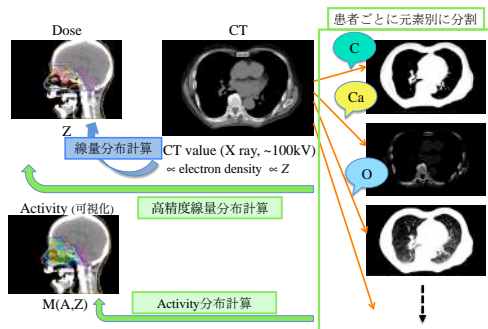 Dose
CT
患者ごとに元素別に分割
C
Ca
O
Z
線量分布計算
CT value (X ray, ~100kV)
∝ electron density ∝ Z
高精度線量分布計算
Activity (可視化)
M(A,Z)
Activity分布計算